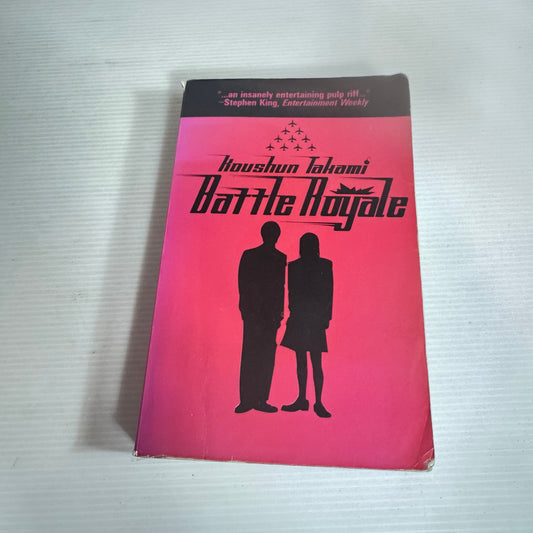 "...an insanely entertaining pulp riff..."
–Stephen King, Entertainment Weekly
Koushun Takami
Battle Royale